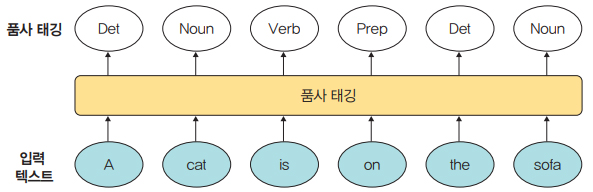 품사 태깅 Det Noun Verb Prep Det Noun
품사 태깅
입력
텍스트
A cat is on the sofa